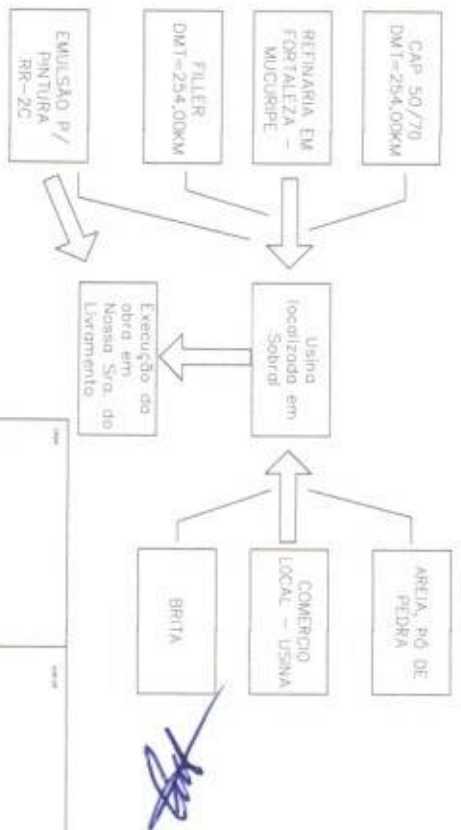 CAP 50/70
DMT=254,00KM
REFINARIA EM
FORTALEZA -
MUCURIPE
FILLER
DMT=254,00KM
EMULSÃO P/
PINTURA
RR-2C
Usina
localizada em
Sobral
Execução da
obra em
Nossa Sra. do
Livramento
AREIA, PÓ DE
PEDRA
COMERCIO
LOCAL - USINA
BRITA